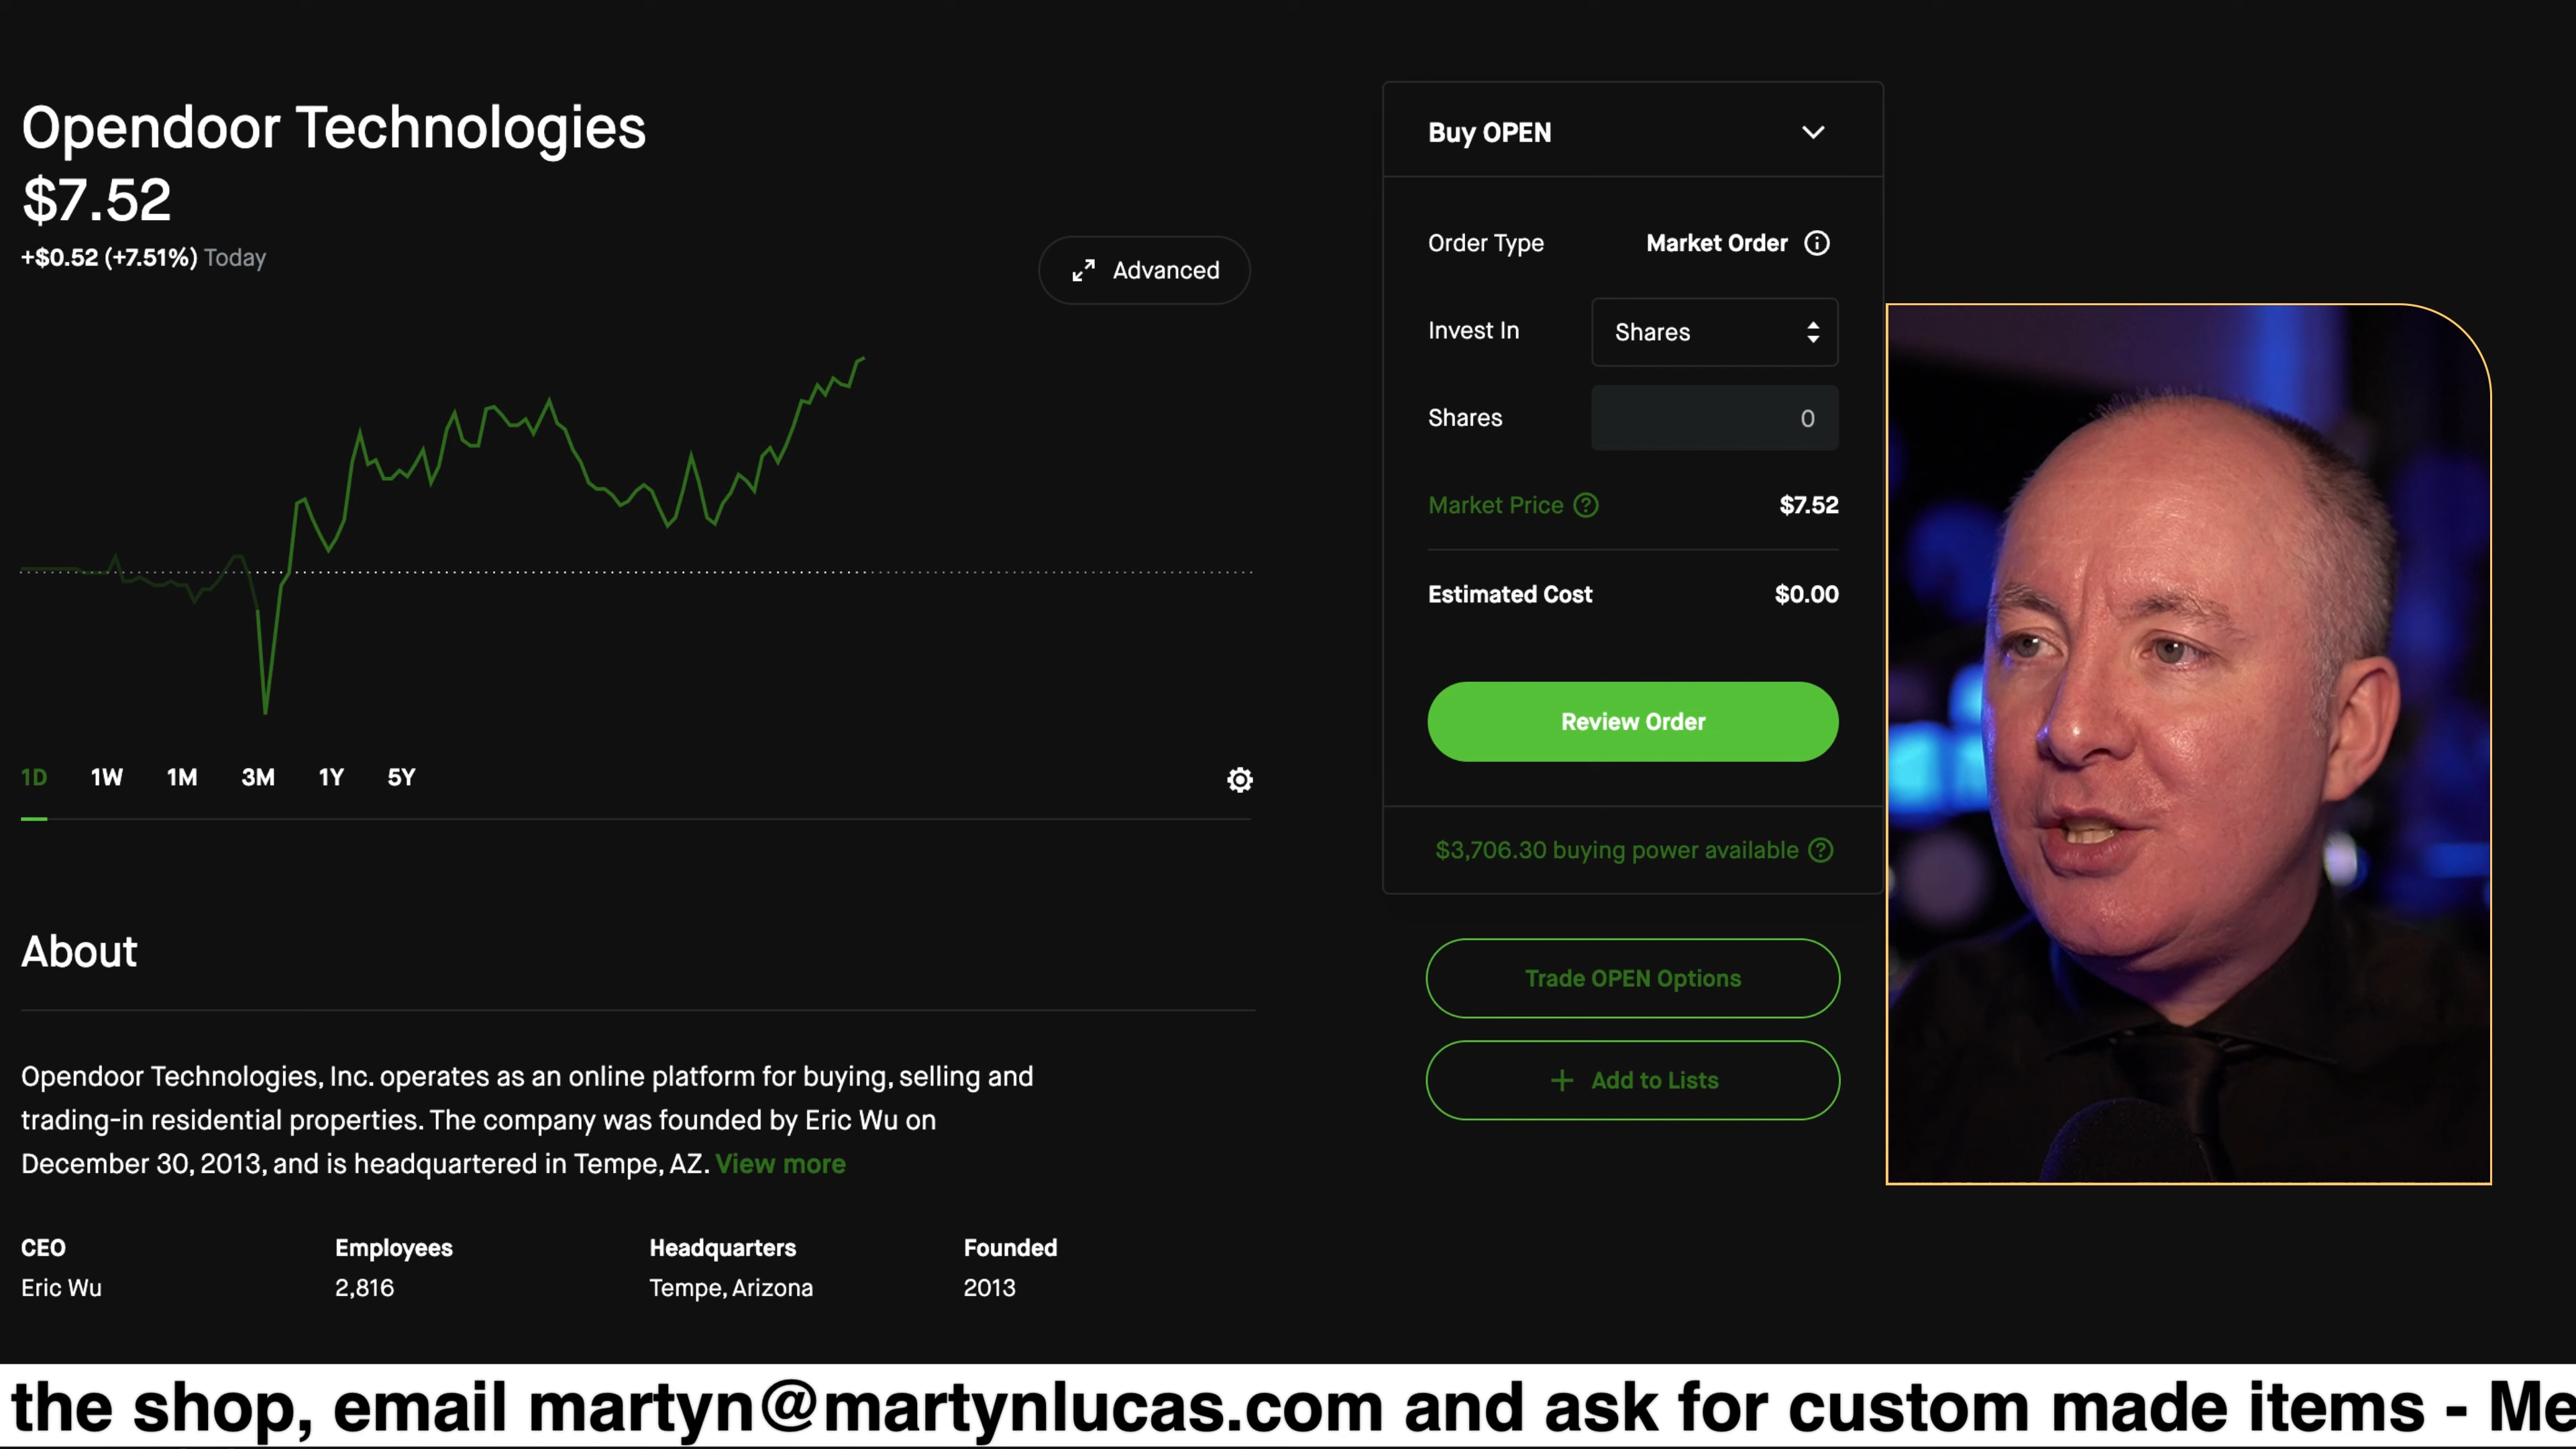 Opendoor Technologies
$7.52
+$0.52 (+7.51%) Today
Advanced
1D 1W 1M 3M 1Y 5Y
About
Opendoor Technologies, Inc. operates as an online platform for buying, selling and
trading-in residential properties. The company was founded by Eric Wu on
December 30, 2013, and is headquartered in Tempe, AZ. View more
CEO Employees Headquarters Founded
Eric Wu 2,816 Tempe, Arizona 2013
Buy OPEN
Order Type Market Order
Invest In Shares
Shares 0
Market Price $7.52
Estimated Cost $0.00
Review Order
$3,706.30 buying power available
Trade OPEN Options
+ Add to Lists
the shop, email martyn@martynlucas.com and ask for custom made items - Me